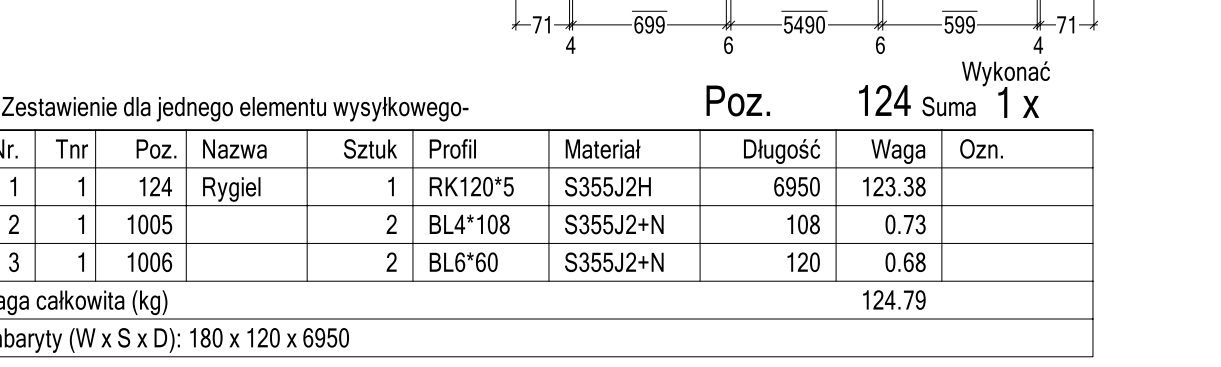 71 699 5490 599 71
4 6 6 4
Wykonać
Zestawienie dla jednego elementu wysyłkowego- Poz. 124 Suma 1 x
Nr. Tnr Poz. Nazwa Sztuk Profil Materiał Długość Waga Ozn.
1 1 124 Rygiel 1 RK120*5 S355J2H 6950 123.38
2 1 1005 2 BL4*108 S355J2+N 108 0.73
3 1 1006 2 BL6*60 S355J2+N 120 0.68
aga całkowita (kg) 124.79
abaryty (W x S x D): 180 x 120 x 6950